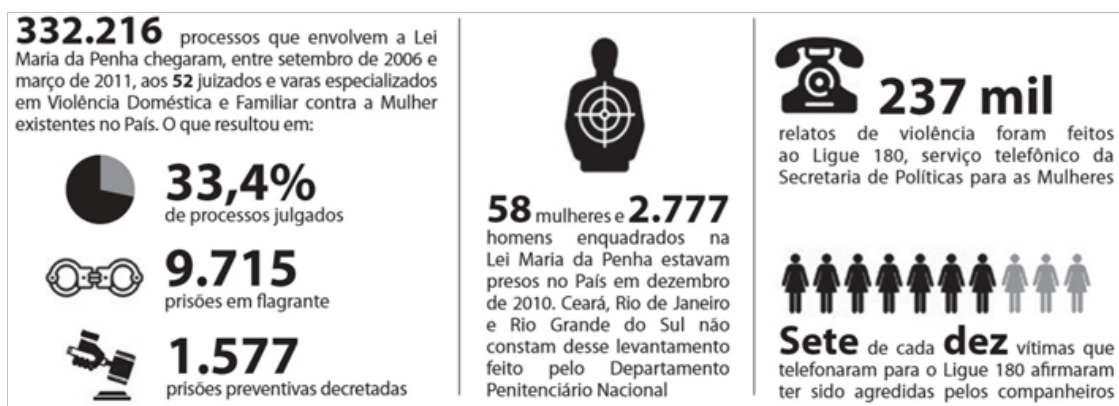 332.216 processos que envolvem a Lei
Maria da Penha chegaram, entre setembro de 2006 e
março de 2011, aos 52 juizados e varas especializados
em Violência Doméstica e Familiar contra a Mulher
existentes no País. O que resultou em:
33,4%
de processos julgados
9.715
prisões em flagrante
1.577
prisões preventivas decretadas
58 mulheres e 2.777
homens enquadrados na
Lei Maria da Penha estavam
presos no País em dezembro
de 2010. Ceará, Rio de Janeiro
e Rio Grande do Sul não
constam desse levantamento
feito pelo Departamento
Penitenciário Nacional
237 mil
relatos de violência foram feitos
ao Ligue 180, serviço telefônico da
Secretaria de Políticas para as Mulheres
Sete de cada dez vítimas que
telefonaram para o Ligue 180 afirmaram
ter sido agredidas pelos companheiros